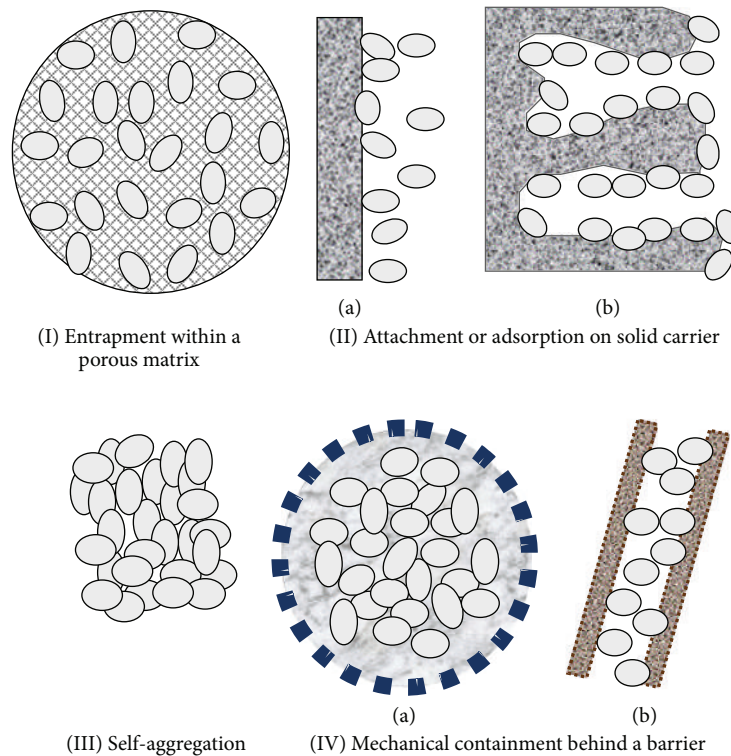 (a)
(b)
(I) Entrapment within a
porous matrix
(II) Attachment or adsorption on solid carrier
(a)
(b)
(III) Self-aggregation
(IV) Mechanical containment behind a barrier